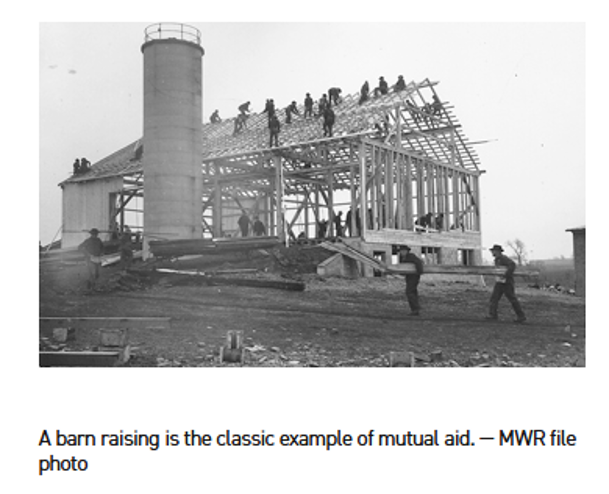 A barn raising is the classic example of mutual aid. — MWR file
photo